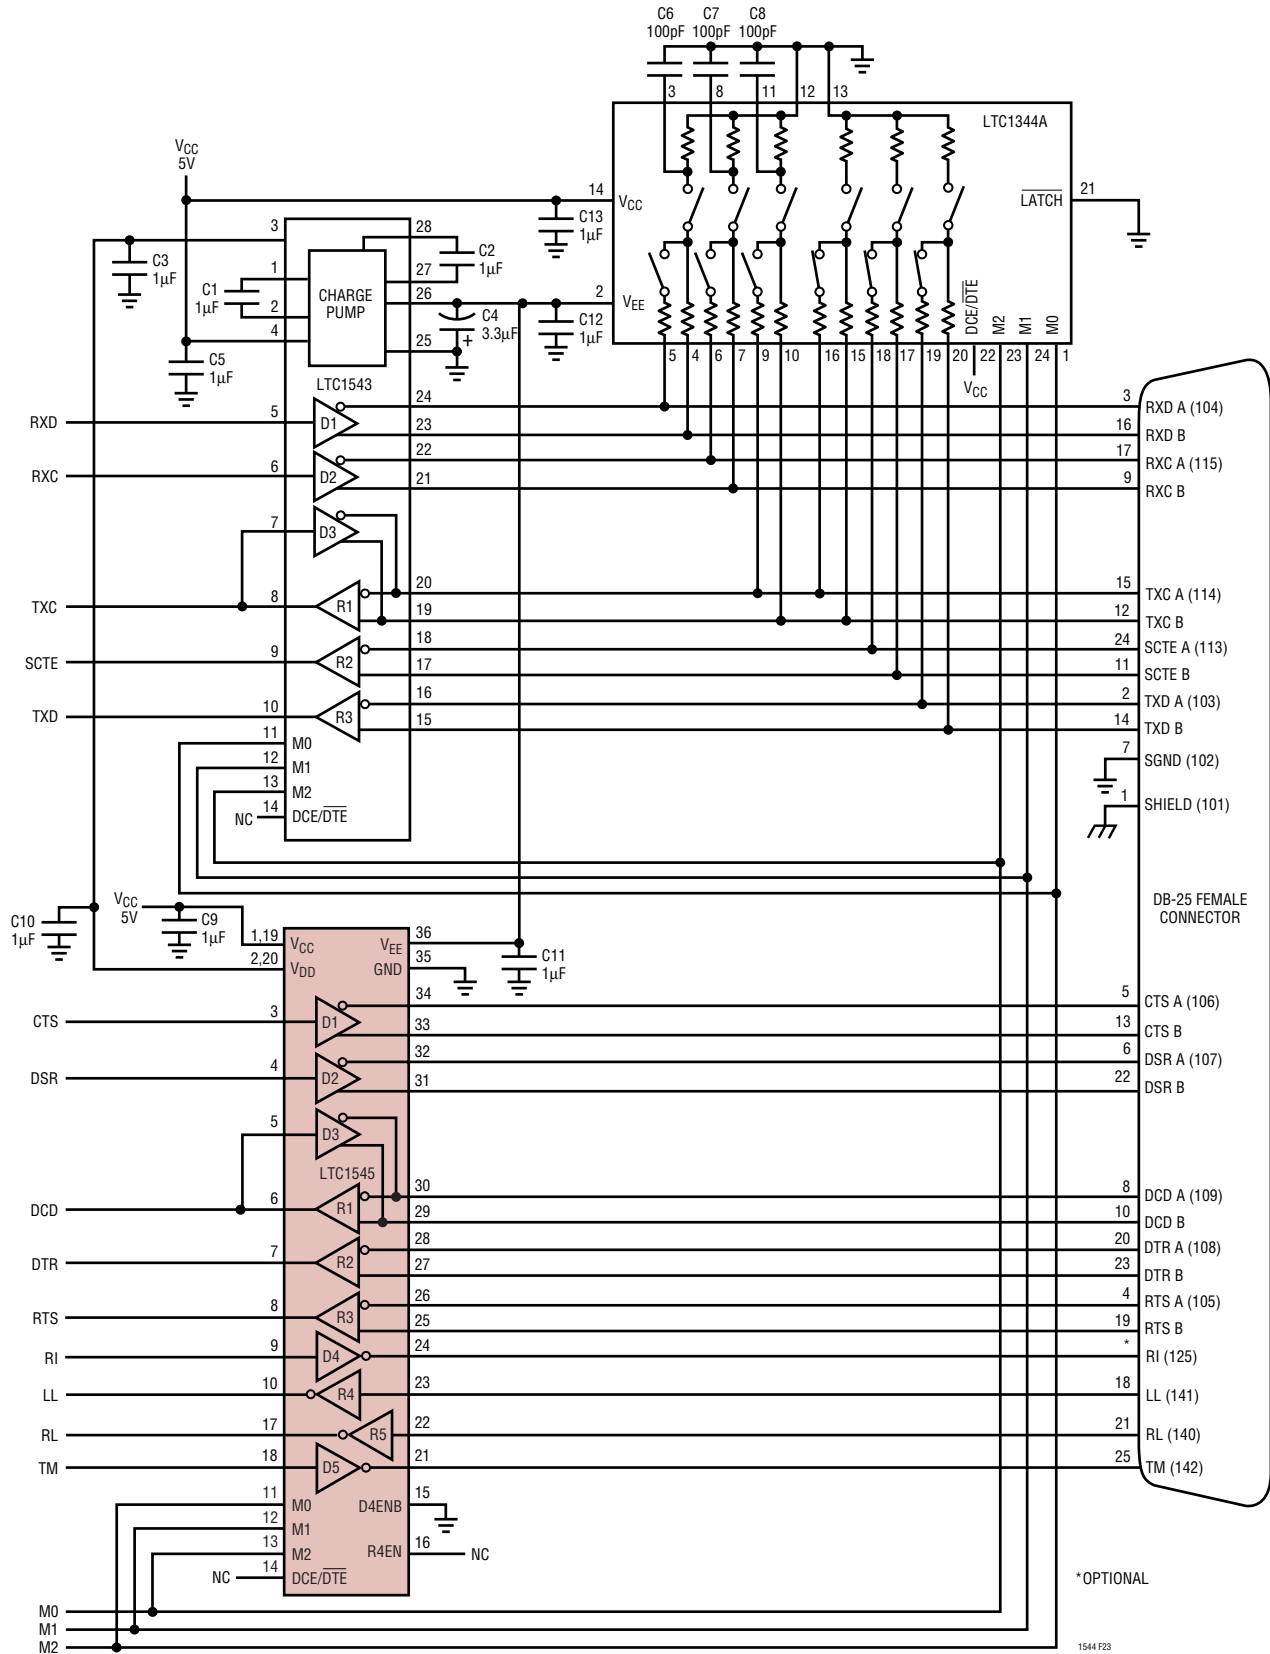 C6 C7 C8
100pF 100pF 100pF
3 8 11 12 13
LTC1344A
VCC
5V
14
VCC
LATCH
21
C13
1µF
3
28
C3
1µF
C2
1µF
1
27
C1
1µF
CHARGE
PUMP
26
2
VEE
2
C4
3.3µF
+
C12
1µF
4
25
C5
1µF
DCE/DTE
M2
M1
M0
5 4 6 7 9 10 16 15 18 17 19 20 22 23 24 1
VCC
LTC1543
RXD 5 D1 24 3 RXD A (104)
23 16 RXD B
RXC 6 D2 22 17 RXC A (115)
21 9 RXC B
7 D3
TXC 8 R1 20 15 TXC A (114)
19 12 TXC B
SCTE 9 R2 18 24 SCTE A (113)
17 11 SCTE B
TXD 10 R3 16 2 TXD A (103)
15 14 TXD B
11 M0
7 SGND (102)
12 M1
13 M2
1 SHIELD (101)
NC 14 DCE/DTE
DB-25 FEMALE
CONNECTOR
C10
1µF
VCC
5V
C9
1µF
1,19 VCC
VEE 36
2,20 VDD
GND 35
C11
1µF
CTS 3 D1 34 5 CTS A (106)
33 13 CTS B
DSR 4 D2 32 6 DSR A (107)
31 22 DSR B
5 D3
LTC1545
DCD 6 R1 30 8 DCD A (109)
29 10 DCD B
DTR 7 R2 28 20 DTR A (108)
27 23 DTR B
RTS 8 R3 26 4 RTS A (105)
25 19 RTS B
RI 9 D4 24 * RI (125)
LL 10 R4 23 18 LL (141)
RL 17 R5 22 21 RL (140)
TM 18 D5 21 25 TM (142)
11 M0 D4ENB 15
12 M1
13 M2 R4EN 16 NC
NC 14 DCE/DTE
*OPTIONAL
M0
M1
M2
1544 F23